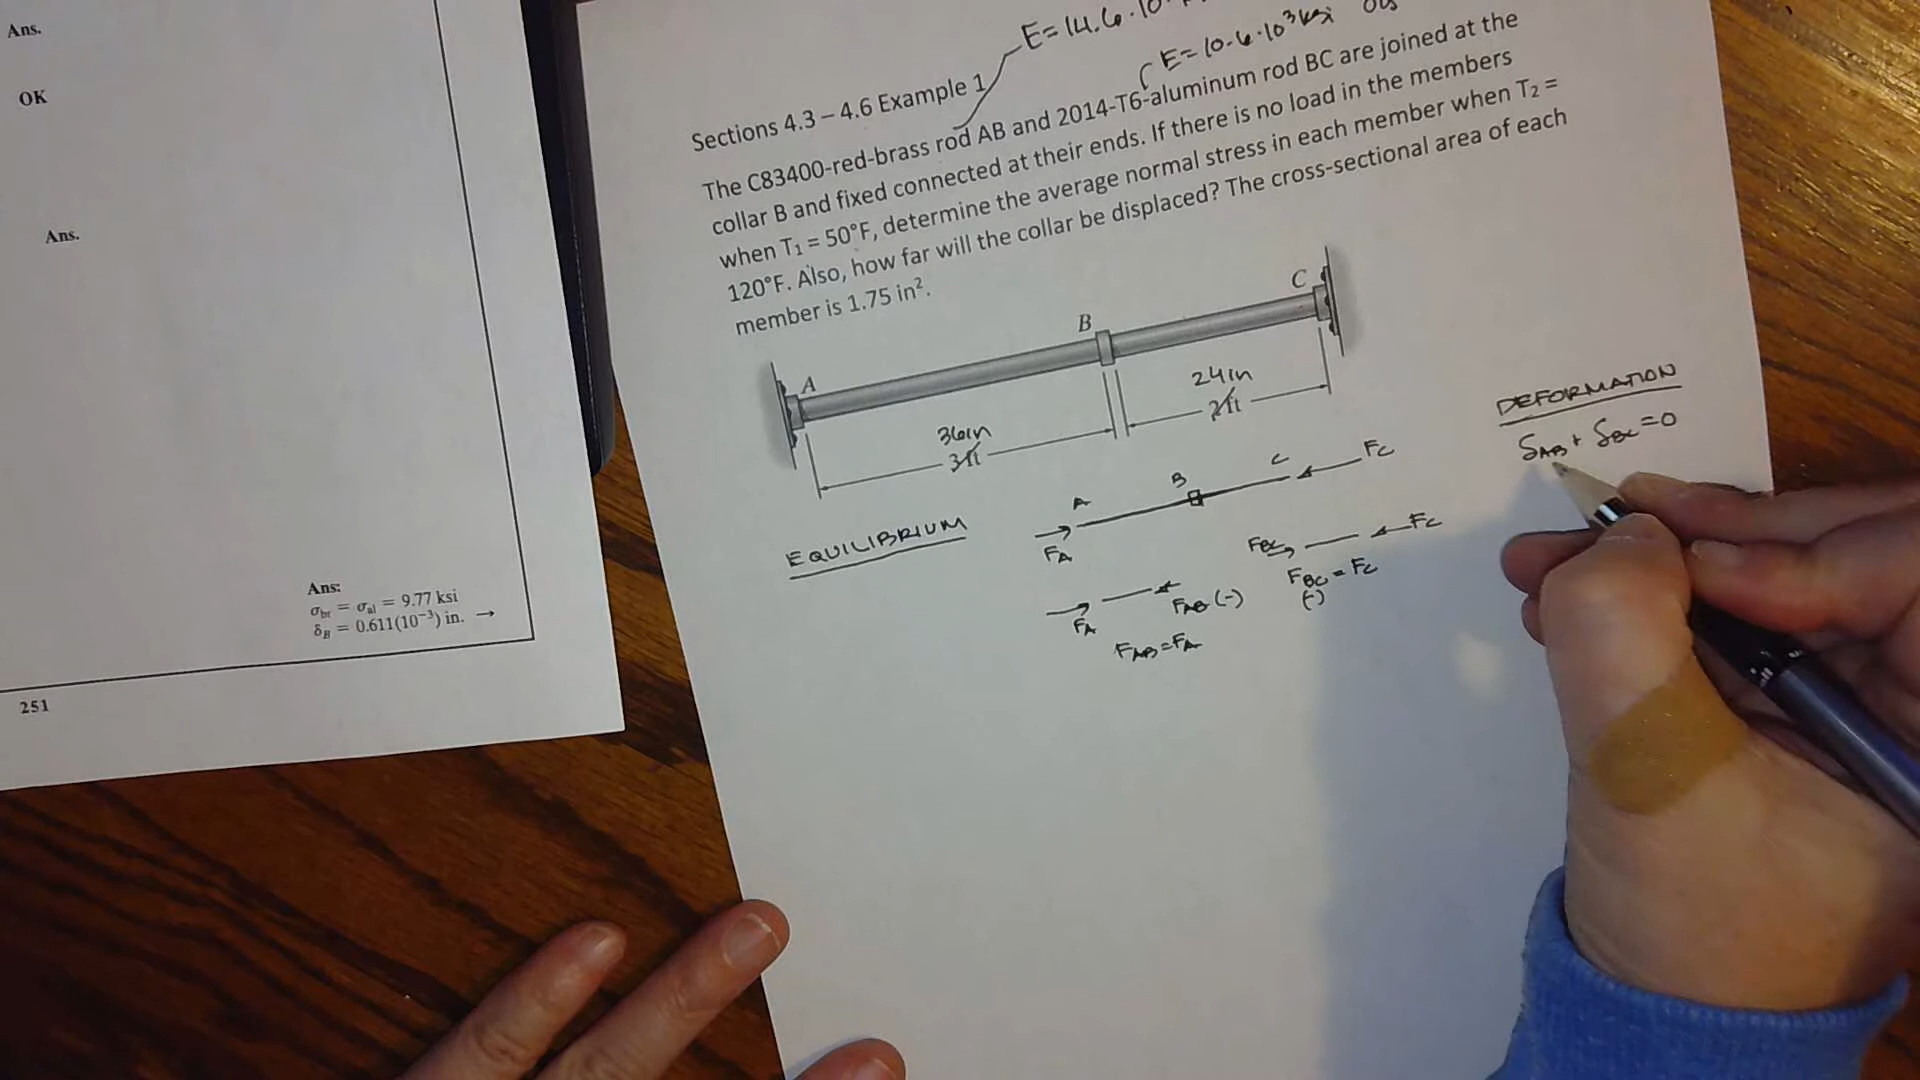 Ans.
OK
Ans.
Ans:
σbr = σal = 9.77 ksi
δB = 0.611(10⁻³) in. →
251
E=14.6·10
E=10.6·10³ksi
Sections 4.3 – 4.6 Example 1
The C83400-red-brass rod AB and 2014-T6-aluminum rod BC are joined at the
collar B and fixed connected at their ends. If there is no load in the members
when T₁ = 50°F, determine the average normal stress in each member when T₂ =
120°F. Also, how far will the collar be displaced? The cross-sectional area of each
member is 1.75 in².
A
B
C
36in
3ft
24in
2ft
EQUILIBRIUM
A B C
FA
FC
FA
FAB (-)
FAB=FA
FBC
FC
FBC = FC
(-)
DEFORMATION
δAB + δBC = 0